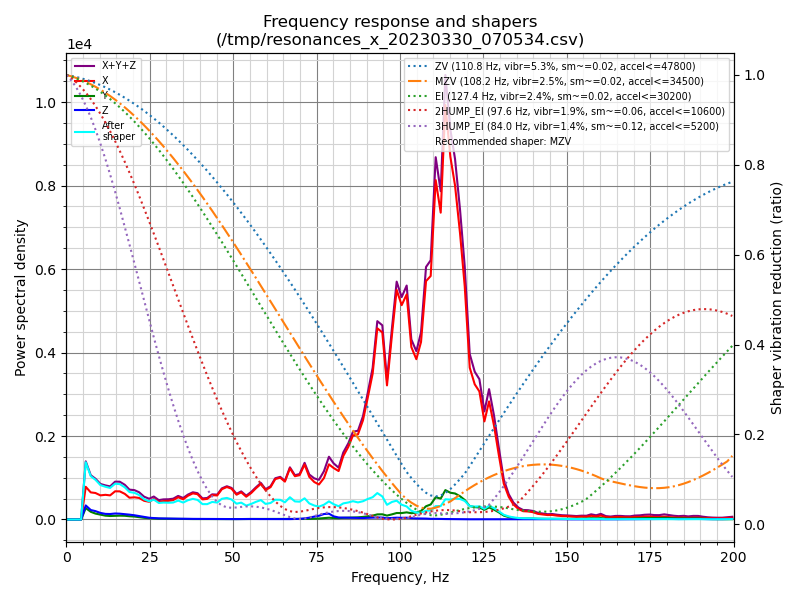 Frequency response and shapers
(/tmp/resonances_x_20230330_070534.csv)
1e4
X+Y+Z
X
Y
Z
After
shaper
ZV (110.8 Hz, vibr=5.3%, sm~=0.02, accel<=47800)
MZV (108.2 Hz, vibr=2.5%, sm~=0.02, accel<=34500)
EI (127.4 Hz, vibr=2.4%, sm~=0.02, accel<=30200)
2HUMP_EI (97.6 Hz, vibr=1.9%, sm~=0.06, accel<=10600)
3HUMP_EI (84.0 Hz, vibr=1.4%, sm~=0.12, accel<=5200)
Recommended shaper: MZV
Power spectral density
1.0
0.8
0.6
0.4
0.2
0.0
1.0
0.8
0.6
0.4
0.2
0.0
Shaper vibration reduction (ratio)
0 25 50 75 100 125 150 175 200
Frequency, Hz